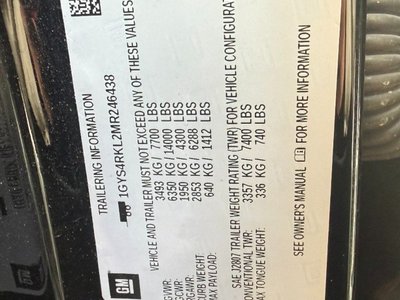 GM
TRAILERING INFORMATION
1GYS4RKL2MR246438
VEHICLE AND TRAILER MUST NOT EXCEED ANY OF THESE VALUES
GVWR: 3493 KG/ 7700 LBS
GCWR: 6350 KG/ 14000 LBS
RGAWR: 1950 KG/ 4300 LBS
CURB WEIGHT 2853 KG/ 6288 LBS
MAX PAYLOAD: 640 KG/ 1412 LBS
SAE J2807 TRAILER WEIGHT RATING (TWR) FOR VEHICLE CONFIGURAT
CONVENTIONAL TWR: 3357 KG/ 7400 LBS
MAX TONGUE WEIGHT: 336 KG/ 740 LBS
SEE OWNER'S MANUAL FOR MORE INFORMATION